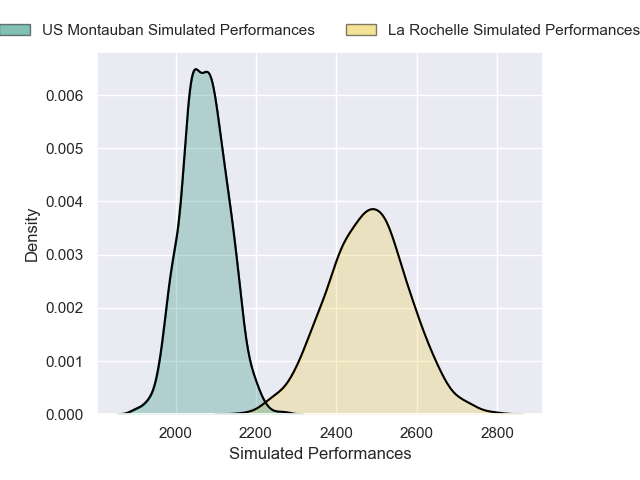 US Montauban Simulated Performances La Rochelle Simulated Performances
0.006
0.005
0.004
0.003
0.002
0.001
0.000
Density
2000 2200 2400 2600 2800
Simulated Performances